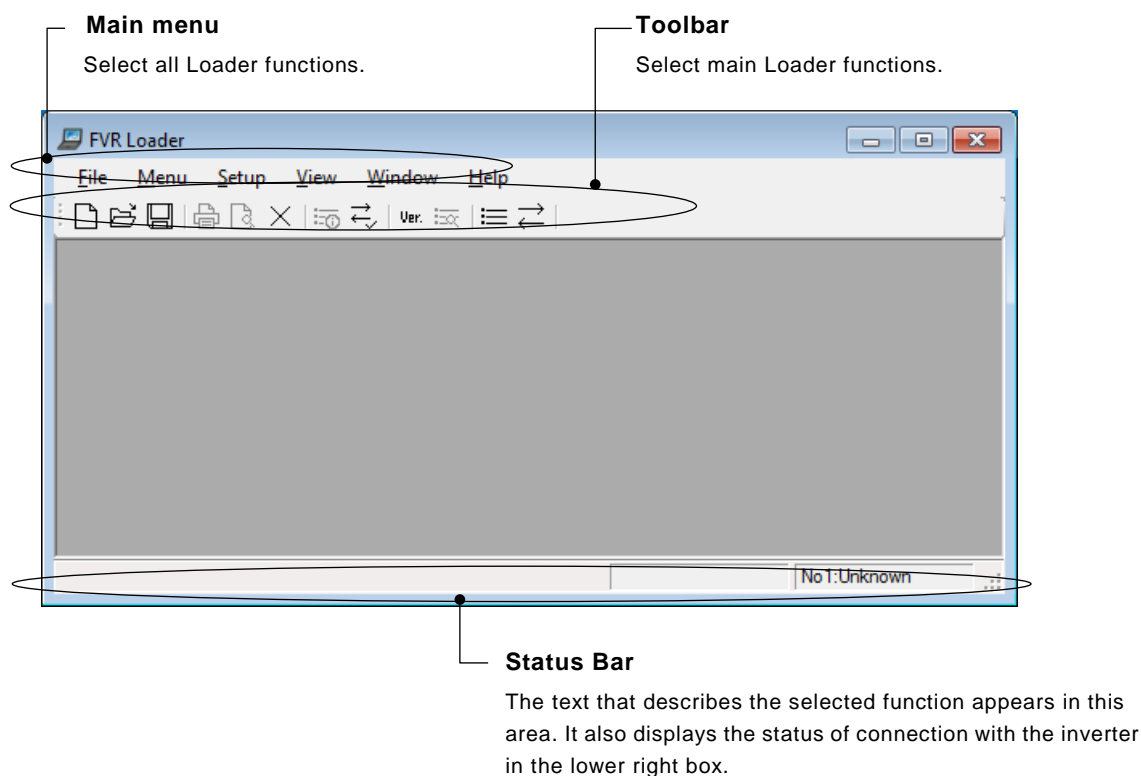 Main menu
Select all Loader functions.
Toolbar
Select main Loader functions.
FVR Loader
File Menu Setup View Window Help
Ver.
No1:Unknown
Status Bar
The text that describes the selected function appears in this
area. It also displays the status of connection with the inverter
in the lower right box.